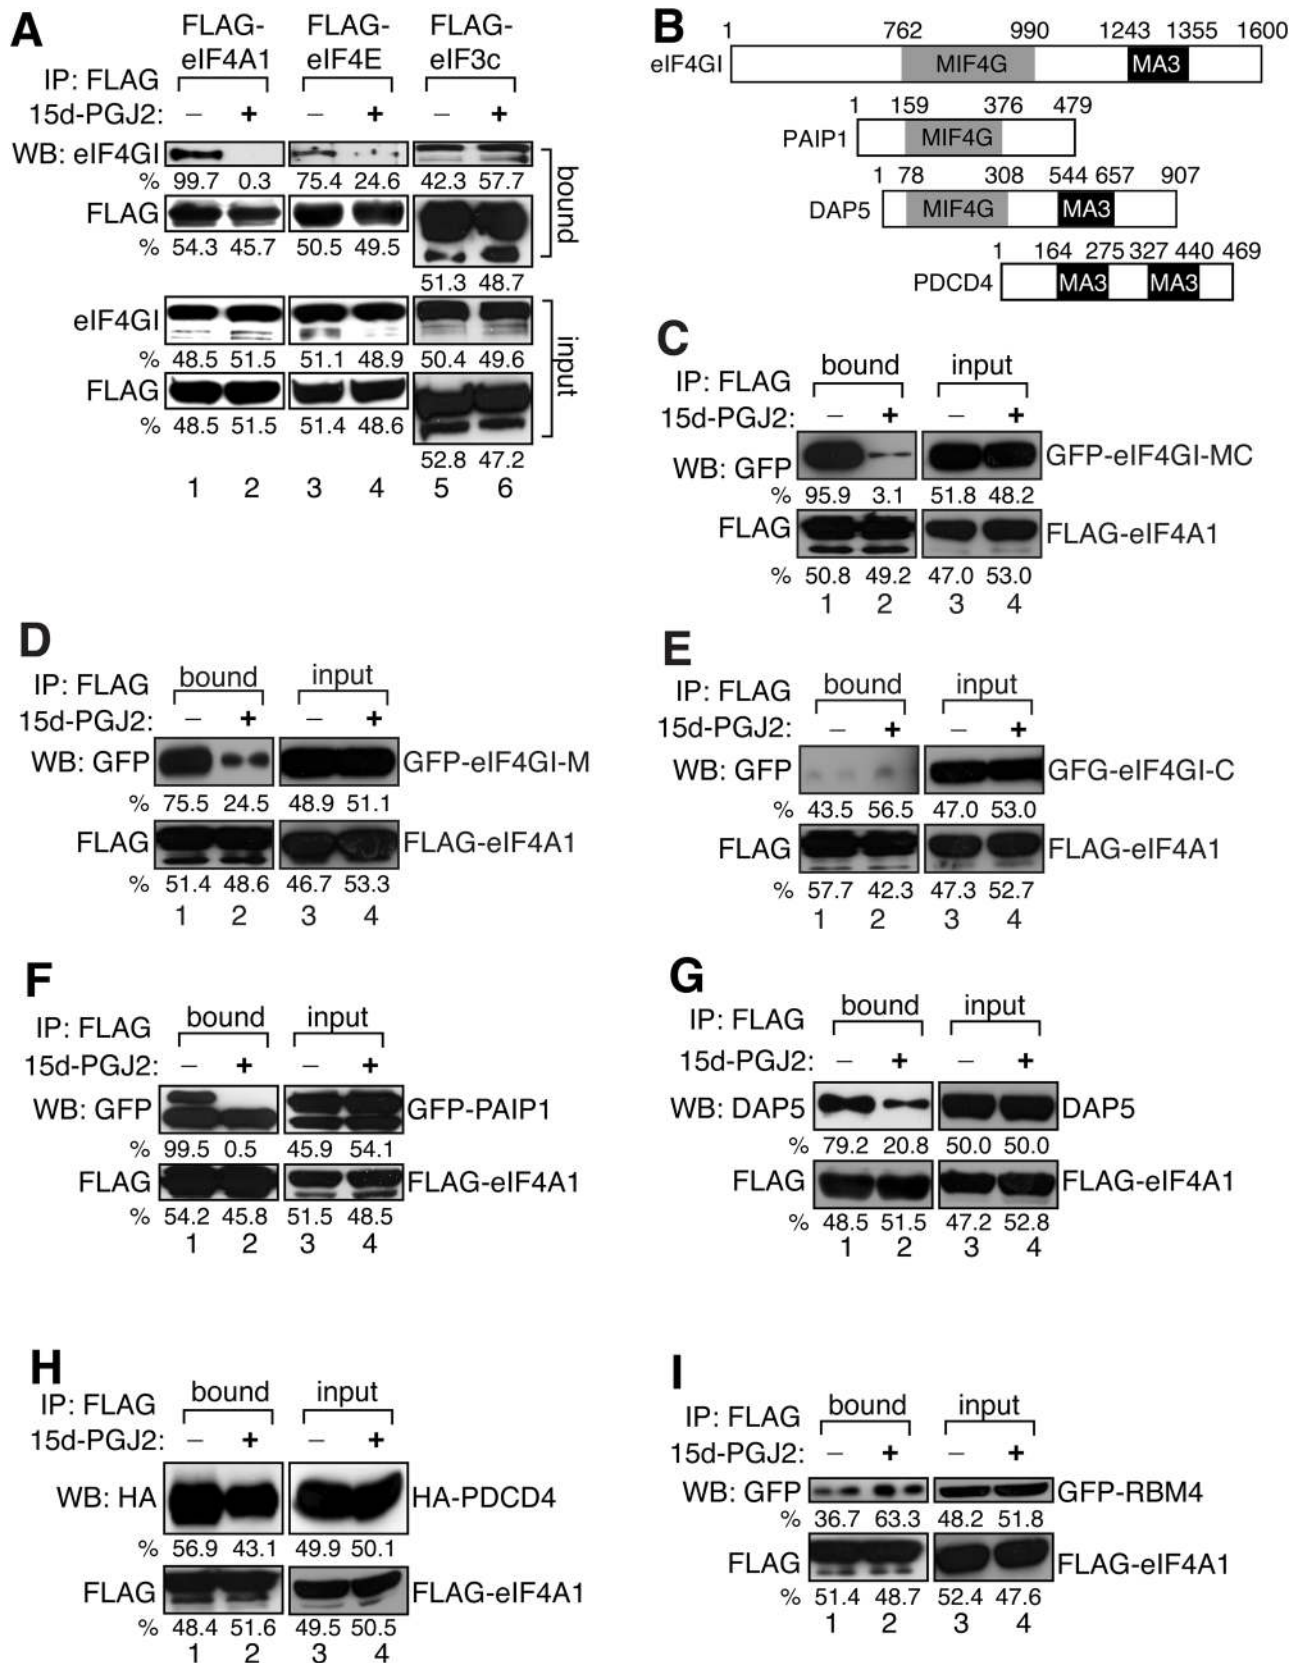 A
FLAG- FLAG- FLAG-
eIF4A1 eIF4E eIF3c
IP: FLAG
15d-PGJ2: – + – + – +
WB: eIF4GI
% 99.7 0.3 75.4 24.6 42.3 57.7
FLAG
% 54.3 45.7 50.5 49.5
51.3 48.7
bound
eIF4GI
% 48.5 51.5 51.1 48.9 50.4 49.6
FLAG
% 48.5 51.5 51.4 48.6
52.8 47.2
input
1 2 3 4 5 6
B
1 762 990 1243 1355 1600
eIF4GI MIF4G MA3
1 159 376 479
PAIP1 MIF4G
1 78 308 544 657 907
DAP5 MIF4G MA3
1 164 275 327 440 469
PDCD4 MA3 MA3
C
bound input
IP: FLAG
15d-PGJ2: – + – +
WB: GFP GFP-eIF4GI-MC
% 95.9 3.1 51.8 48.2
FLAG FLAG-eIF4A1
% 50.8 49.2 47.0 53.0
1 2 3 4
D
bound input
IP: FLAG
15d-PGJ2: – + – +
WB: GFP GFP-eIF4GI-M
% 75.5 24.5 48.9 51.1
FLAG FLAG-eIF4A1
% 51.4 48.6 46.7 53.3
1 2 3 4
E
bound input
IP: FLAG
15d-PGJ2: – + – +
WB: GFP GFG-eIF4GI-C
% 43.5 56.5 47.0 53.0
FLAG FLAG-eIF4A1
% 57.7 42.3 47.3 52.7
1 2 3 4
F
bound input
IP: FLAG
15d-PGJ2: – + – +
WB: GFP GFP-PAIP1
% 99.5 0.5 45.9 54.1
FLAG FLAG-eIF4A1
% 54.2 45.8 51.5 48.5
1 2 3 4
G
bound input
IP: FLAG
15d-PGJ2: – + – +
WB: DAP5 DAP5
% 79.2 20.8 50.0 50.0
FLAG FLAG-eIF4A1
% 48.5 51.5 47.2 52.8
1 2 3 4
H
bound input
IP: FLAG
15d-PGJ2: – + – +
WB: HA HA-PDCD4
% 56.9 43.1 49.9 50.1
FLAG FLAG-eIF4A1
% 48.4 51.6 49.5 50.5
1 2 3 4
I
bound input
IP: FLAG
15d-PGJ2: – + – +
WB: GFP GFP-RBM4
% 36.7 63.3 48.2 51.8
FLAG FLAG-eIF4A1
% 51.4 48.7 52.4 47.6
1 2 3 4